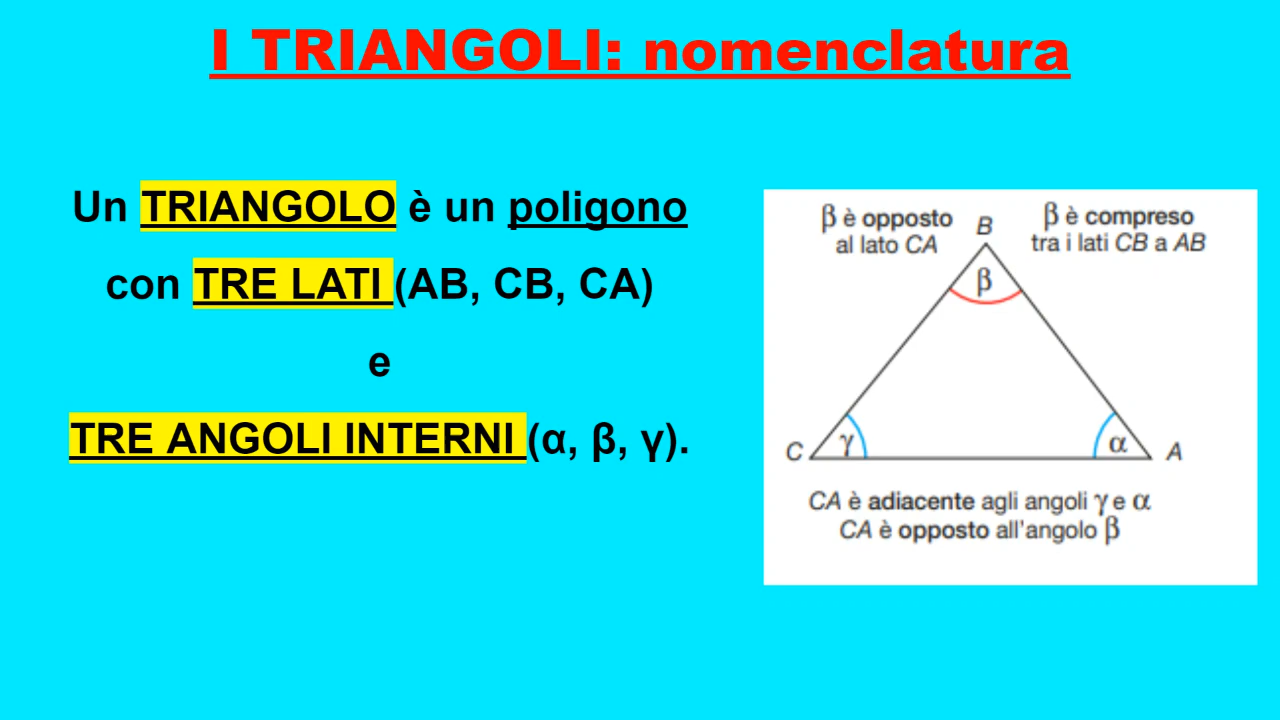 I TRIANGOLI: nomenclatura
Un TRIANGOLO è un poligono
con TRE LATI (AB, CB, CA)
e
TRE ANGOLI INTERNI (α, β, γ).
β è opposto
al lato CA
B
β è compreso
tra i lati CB a AB
β
C
γ
α
A
CA è adiacente agli angoli γ e α
CA è opposto all'angolo β